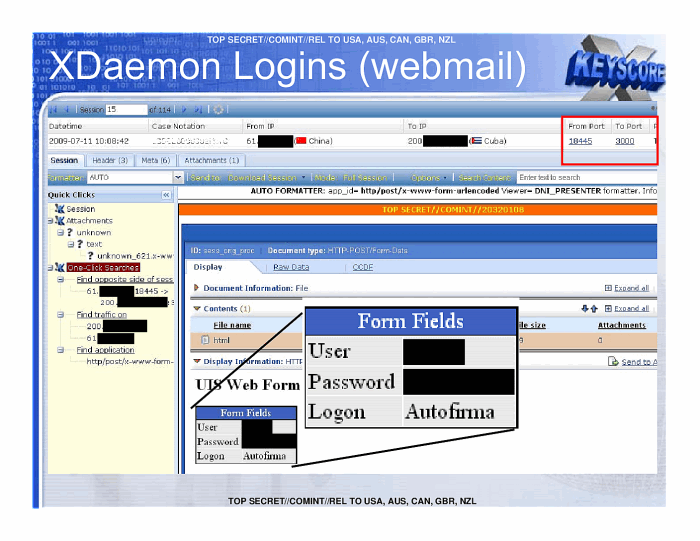 TOP SECRET//COMINT//REL TO USA, AUS, CAN, GBR, NZL
XDaemon Logins (webmail)
KEYSCORE
Session 15 of 114
Datetime Case Notation From IP To IP From Port To Port
2009-07-11 10:08:42 61. ( China) 200 ( Cuba) 18445 3000
Session Header (3) Meta (6) Attachments (1)
Formatter: AUTO Send to: Download Session Mode: Full Session Options Search Content: Enter text to search
Quick Clicks
AUTO FORMATTER: app_id= http/post/x-www-form-urlencoded Viewer= DNI_PRESENTER formatter. Info
Session
TOP SECRET//COMINT//20320108
Attachments
? unknown
? text
? unknown_621.x-ww
One-Click Searches
Find opposite side of sess
61. 18445 ->
200.
Find traffic on
200.
61
Find application
http/post/x-www-form-
Document type: HTTP-POST/Form-Data
Display Raw Data CCDF
Document Information: File Expand all
Contents (1) Expand all
File name ile size Attachments
html 9 0
Display Information: HTT Send to A
UIS Web Form
Form Fields
User
Password
Logon Autofirma
Form Fields
User
Password
Logon Autofirma
TOP SECRET//COMINT//REL TO USA, AUS, CAN, GBR, NZL